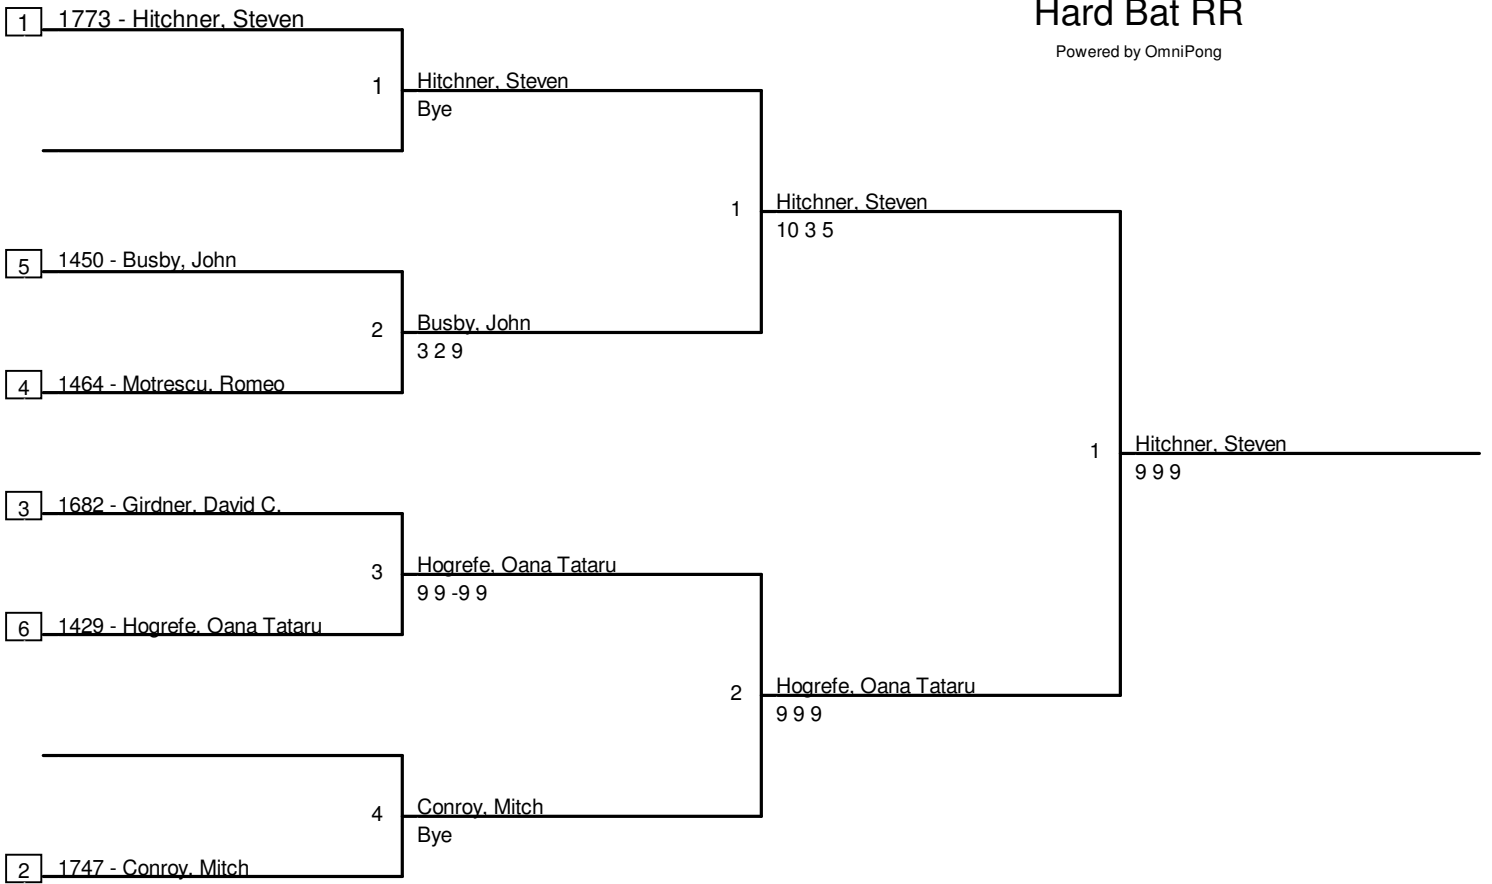 Hard Bat RR
Powered by OmniPong
1 1773 - Hitchner, Steven
1 Hitchner, Steven
Bye
1 Hitchner, Steven
10 3 5
5 1450 - Busby, John
2 Busby, John
3 2 9
4 1464 - Motrescu, Romeo
1 Hitchner, Steven
9 9 9
3 1682 - Girdner, David C.
3 Hogrefe, Oana Tataru
9 9 -9 9
6 1429 - Hogrefe, Oana Tataru
2 Hogrefe, Oana Tataru
9 9 9
4 Conroy, Mitch
Bye
2 1747 - Conroy, Mitch